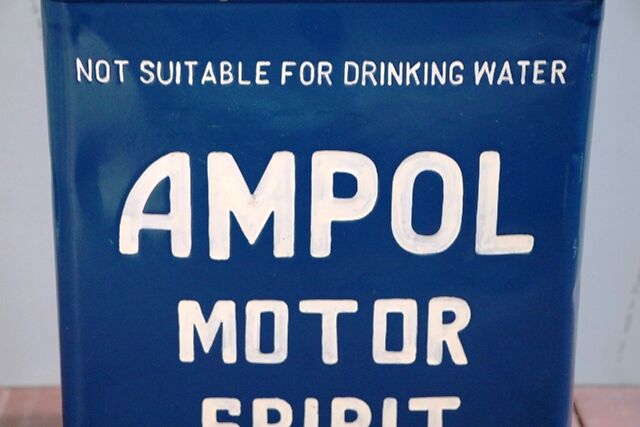 NOT SUITABLE FOR DRINKING WATER
AMPOL
MOTOR
SPIRIT